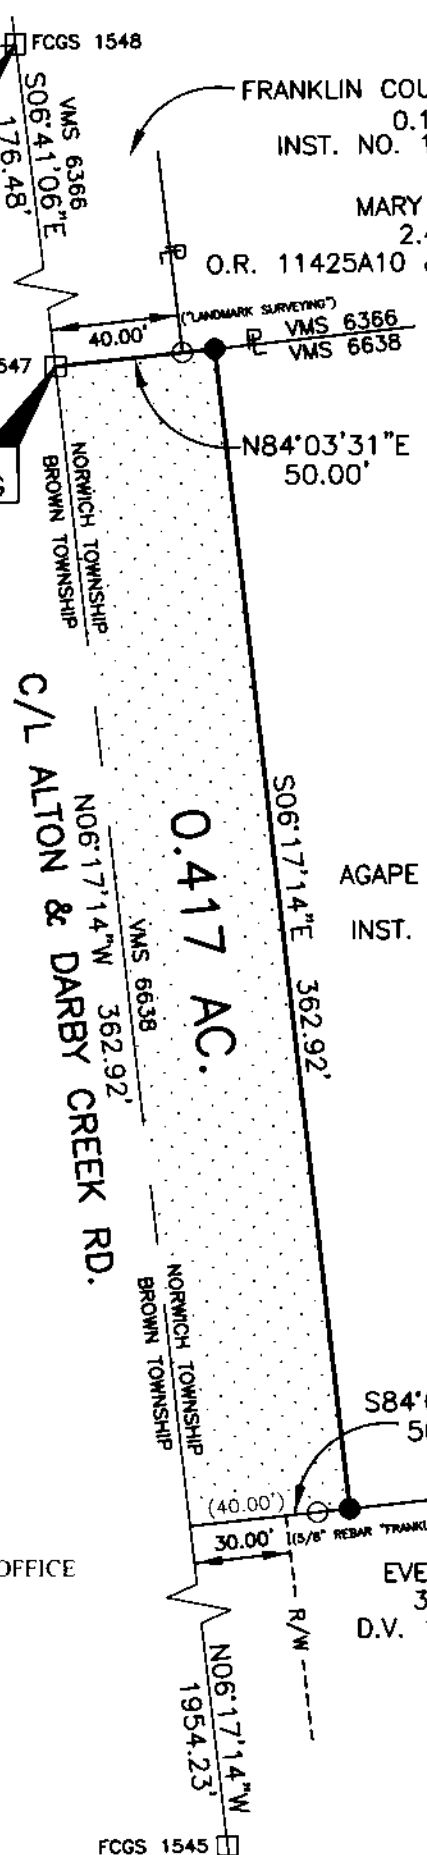 FCGS 1548
VMS 6366
S06°41'06"E
176.48'
FRANKLIN COU
0.1
INST. NO. 1
MARY
2.4
O.R. 11425A10 &
PL
("LANDMARK SURVEYING")
40.00'
PL
VMS 6366
VMS 6638
547
N84°03'31"E
50.00'
NORWICH TOWNSHIP
BROWN TOWNSHIP
C/L ALTON & DARBY CREEK RD.
N06°17'14"W 362.92'
VMS 6638
0.417 AC.
S06°17'14"E 362.92'
AGAPE
INST.
NORWICH TOWNSHIP
BROWN TOWNSHIP
S84°
50
(40.00')
30.00'
(5/8" REBAR "FRANKL
OFFICE
EVE
3
D.V.
R/W
N06°17'14"W
1954.23'
FCGS 1545